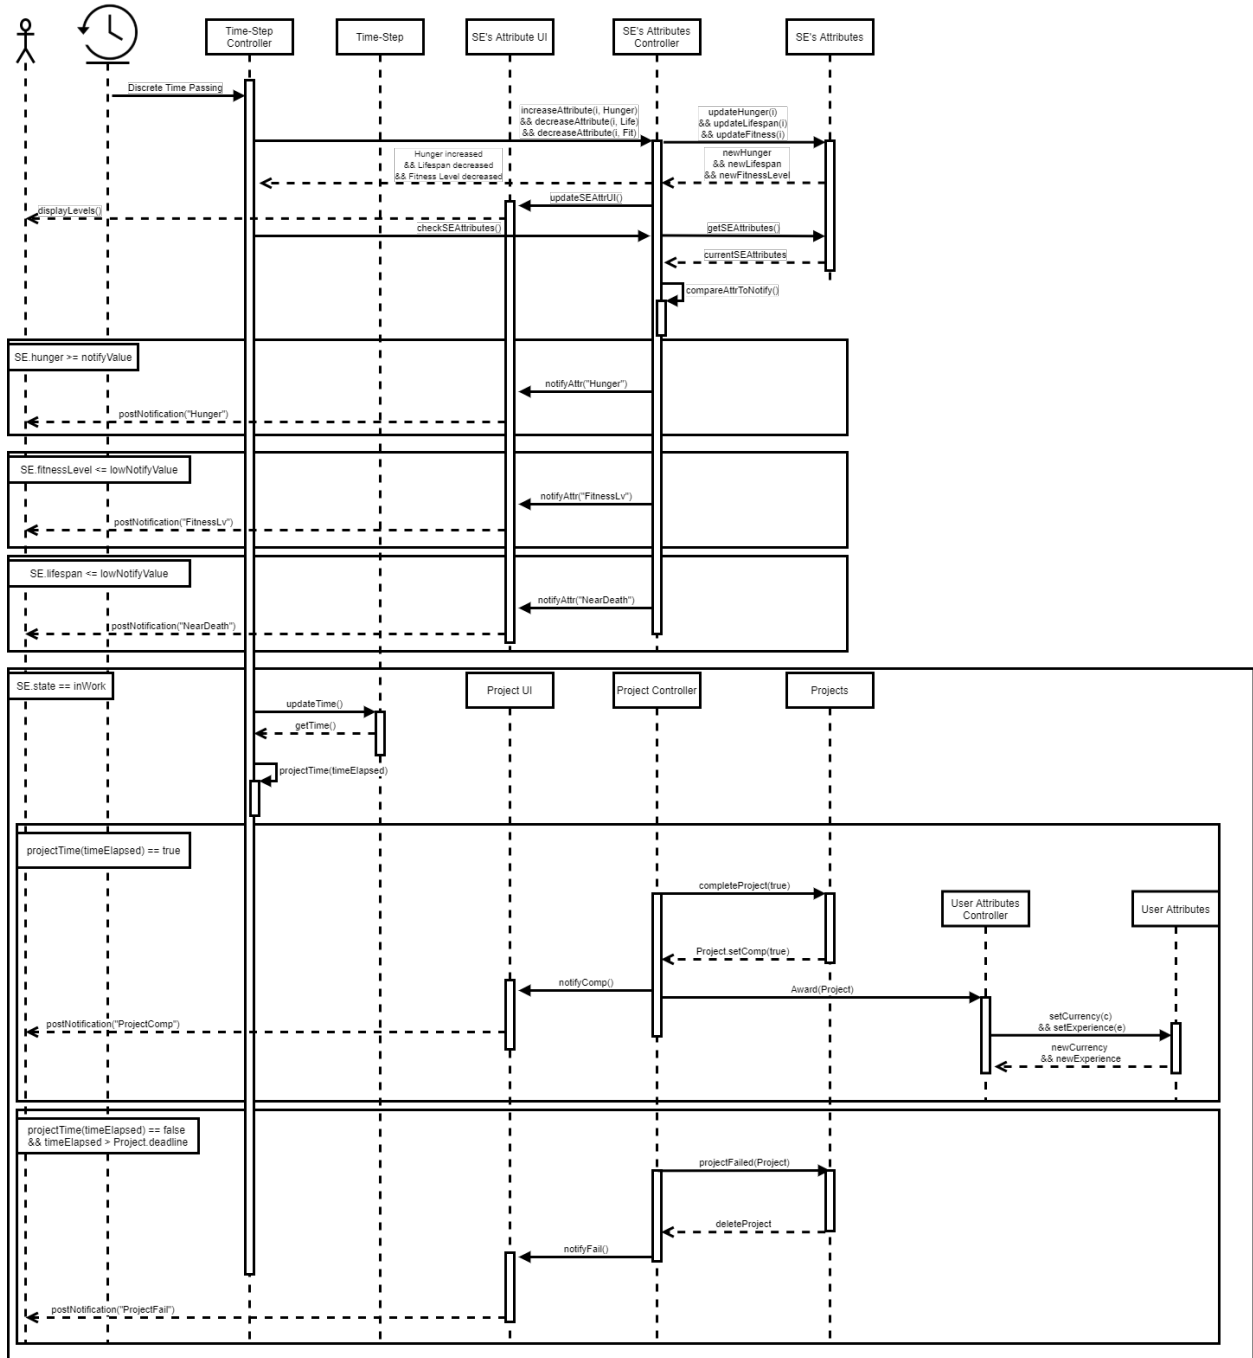 Time-Step
Controller
Time-Step
SE's Attribute UI
SE's Attributes
Controller
SE's Attributes
Discrete Time Passing
increaseAttribute(i, Hunger)
&& decreaseAttribute(i, Life)
&& decreaseAttribute(i, Fit)
updateHunger(i)
&& updateLifespan(i)
&& updateFitness(i)
Hunger increased
&& Lifespan decreased
&& Fitness Level decreased
newHunger
&& newLifespan
&& newFitnessLevel
updateSEAttrUI()
displayLevels()
checkSEAttributes()
getSEAttributes()
currentSEAttributes
compareAttrToNotify()
SE.hunger >= notifyValue
notifyAttr("Hunger")
postNotification("Hunger")
SE.fitnessLevel <= lowNotifyValue
notifyAttr("FitnessLv")
postNotification("FitnessLv")
SE.lifespan <= lowNotifyValue
notifyAttr("NearDeath")
postNotification("NearDeath")
SE.state == inWork
Project UI
Project Controller
Projects
updateTime()
getTime()
projectTime(timeElapsed)
projectTime(timeElapsed) == true
completeProject(true)
User Attributes
Controller
User Attributes
Project.setComp(true)
notifyComp()
Award(Project)
postNotification("ProjectComp")
setCurrency(c)
&& setExperience(e)
newCurrency
&& newExperience
projectTime(timeElapsed) == false
&& timeElapsed > Project.deadline
projectFailed(Project)
deleteProject
notifyFail()
postNotification("ProjectFail")